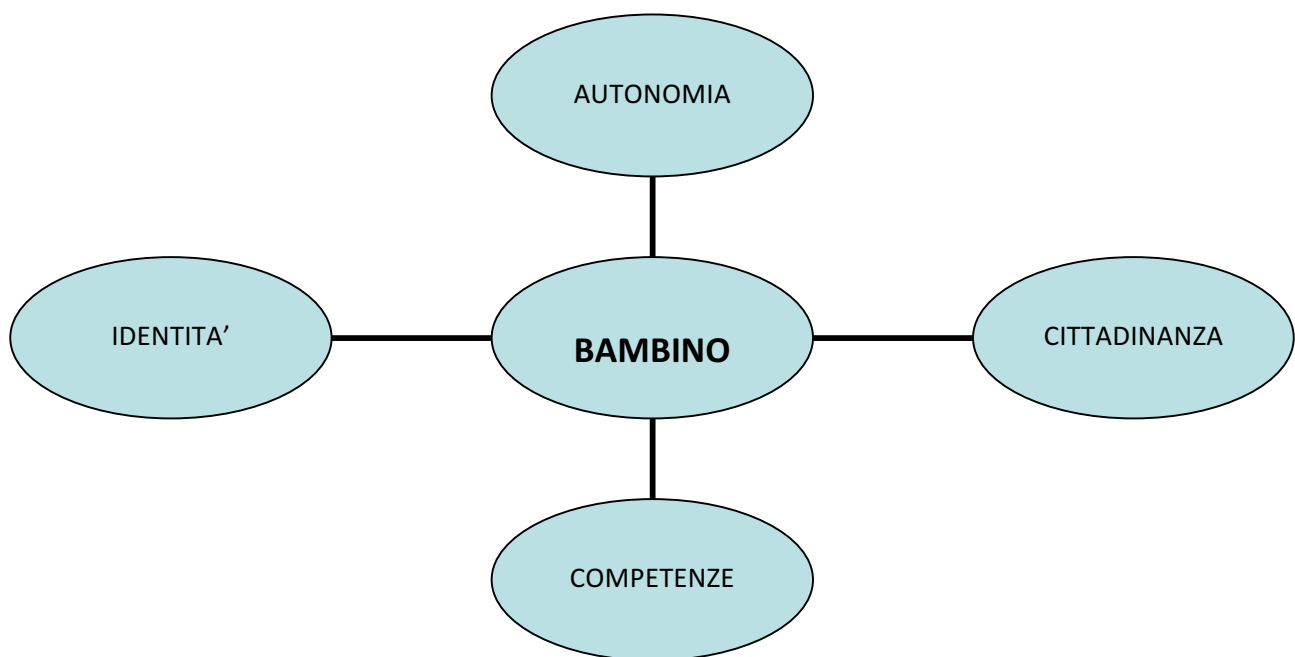 AUTONOMIA
IDENTITA’
BAMBINO
CITTADINANZA
COMPETENZE